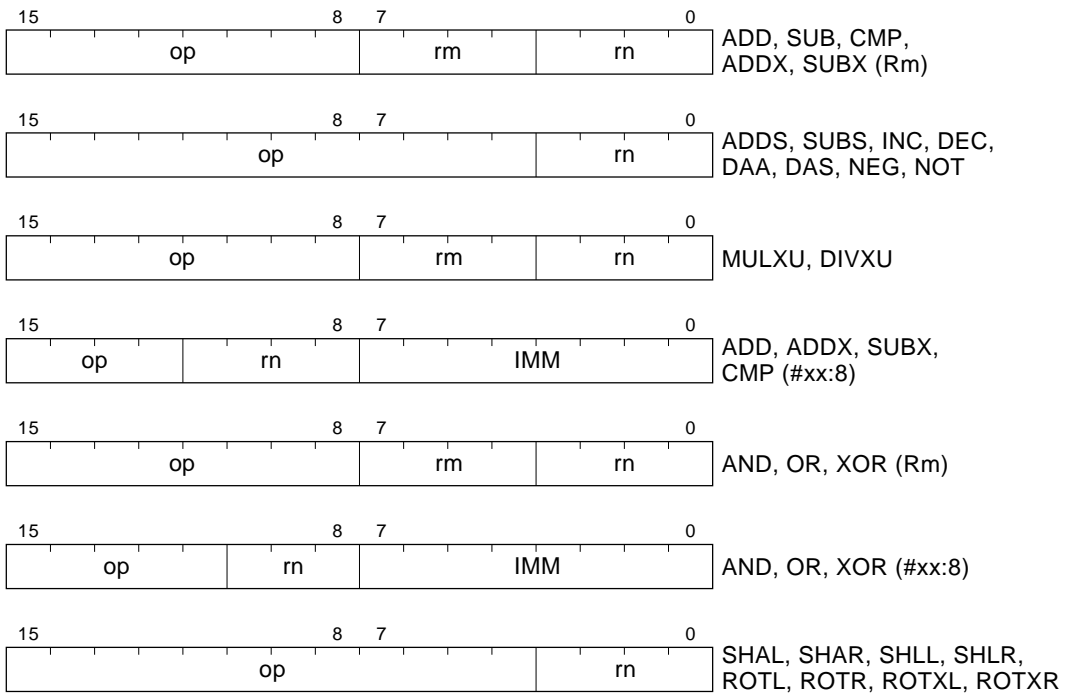 15 8 7 0
op rm rn
ADD, SUB, CMP,
ADDX, SUBX (Rm)
15 8 7 0
op rn
ADDS, SUBS, INC, DEC,
DAA, DAS, NEG, NOT
15 8 7 0
op rm rn
MULXU, DIVXU
15 8 7 0
op rn IMM
ADD, ADDX, SUBX,
CMP (#xx:8)
15 8 7 0
op rm rn
AND, OR, XOR (Rm)
15 8 7 0
op rn IMM
AND, OR, XOR (#xx:8)
15 8 7 0
op rn
SHAL, SHAR, SHLL, SHLR,
ROTL, ROTR, ROTXL, ROTXR